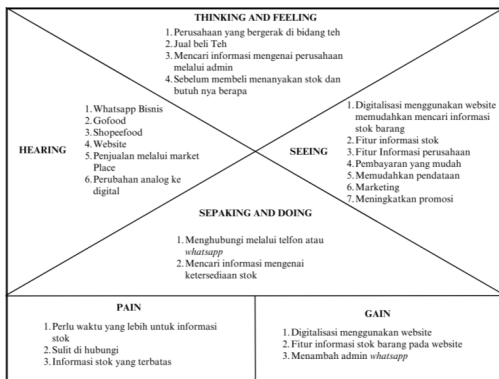 THINKING AND FEELING
1. Perusahaan yang bergerak di bidang teh
2. Jual beli Teh
3. Mencari informasi mengenai perusahaan
melalui admin
4. Sebelum membeli menanyakan stok dan
butuh nya berapa
HEARING
1. Whatsapp Bisnis
2. Gofood
3. Shopeefood
4. Website
5. Penjualan melalui market
Place
6. Perubahan analog ke
digital
SEEING
1. Digitalisasi menggunakan website
memudahkan mencari informasi
stok barang
2. Fitur informasi stok
3. Fitur Informasi perusahaan
4. Pembayaran yang mudah
5. Memudahkan pendataan
6. Marketing
7. Meningkatkan promosi
SEPAKING AND DOING
1. Menghubungi melalui telfon atau
whatsapp
2. Mencari informasi mengenai
ketersediaan stok
PAIN
1. Perlu waktu yang lebih untuk informasi
stok
2. Sulit di hubungi
3. Informasi stok yang terbatas
GAIN
1. Digitalisasi menggunakan website
2. Fitur informasi stok barang pada website
3. Menambah admin whatsapp